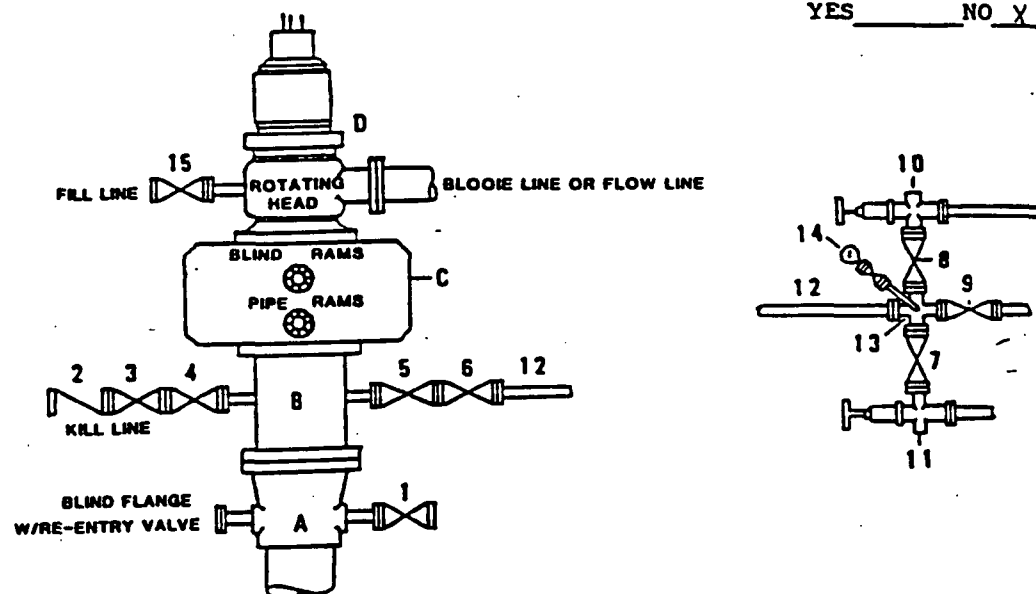 YES NO X
D
15
FILL LINE
ROTATING
HEAD
BLOOIE LINE OR FLOW LINE
BLIND RAMS
C
PIPE RAMS
2 3 4
B
5 6 12
KILL LINE
BLIND FLANGE
W/RE-ENTRY VALVE
A
1
10
14
8
12
9
13
7
11